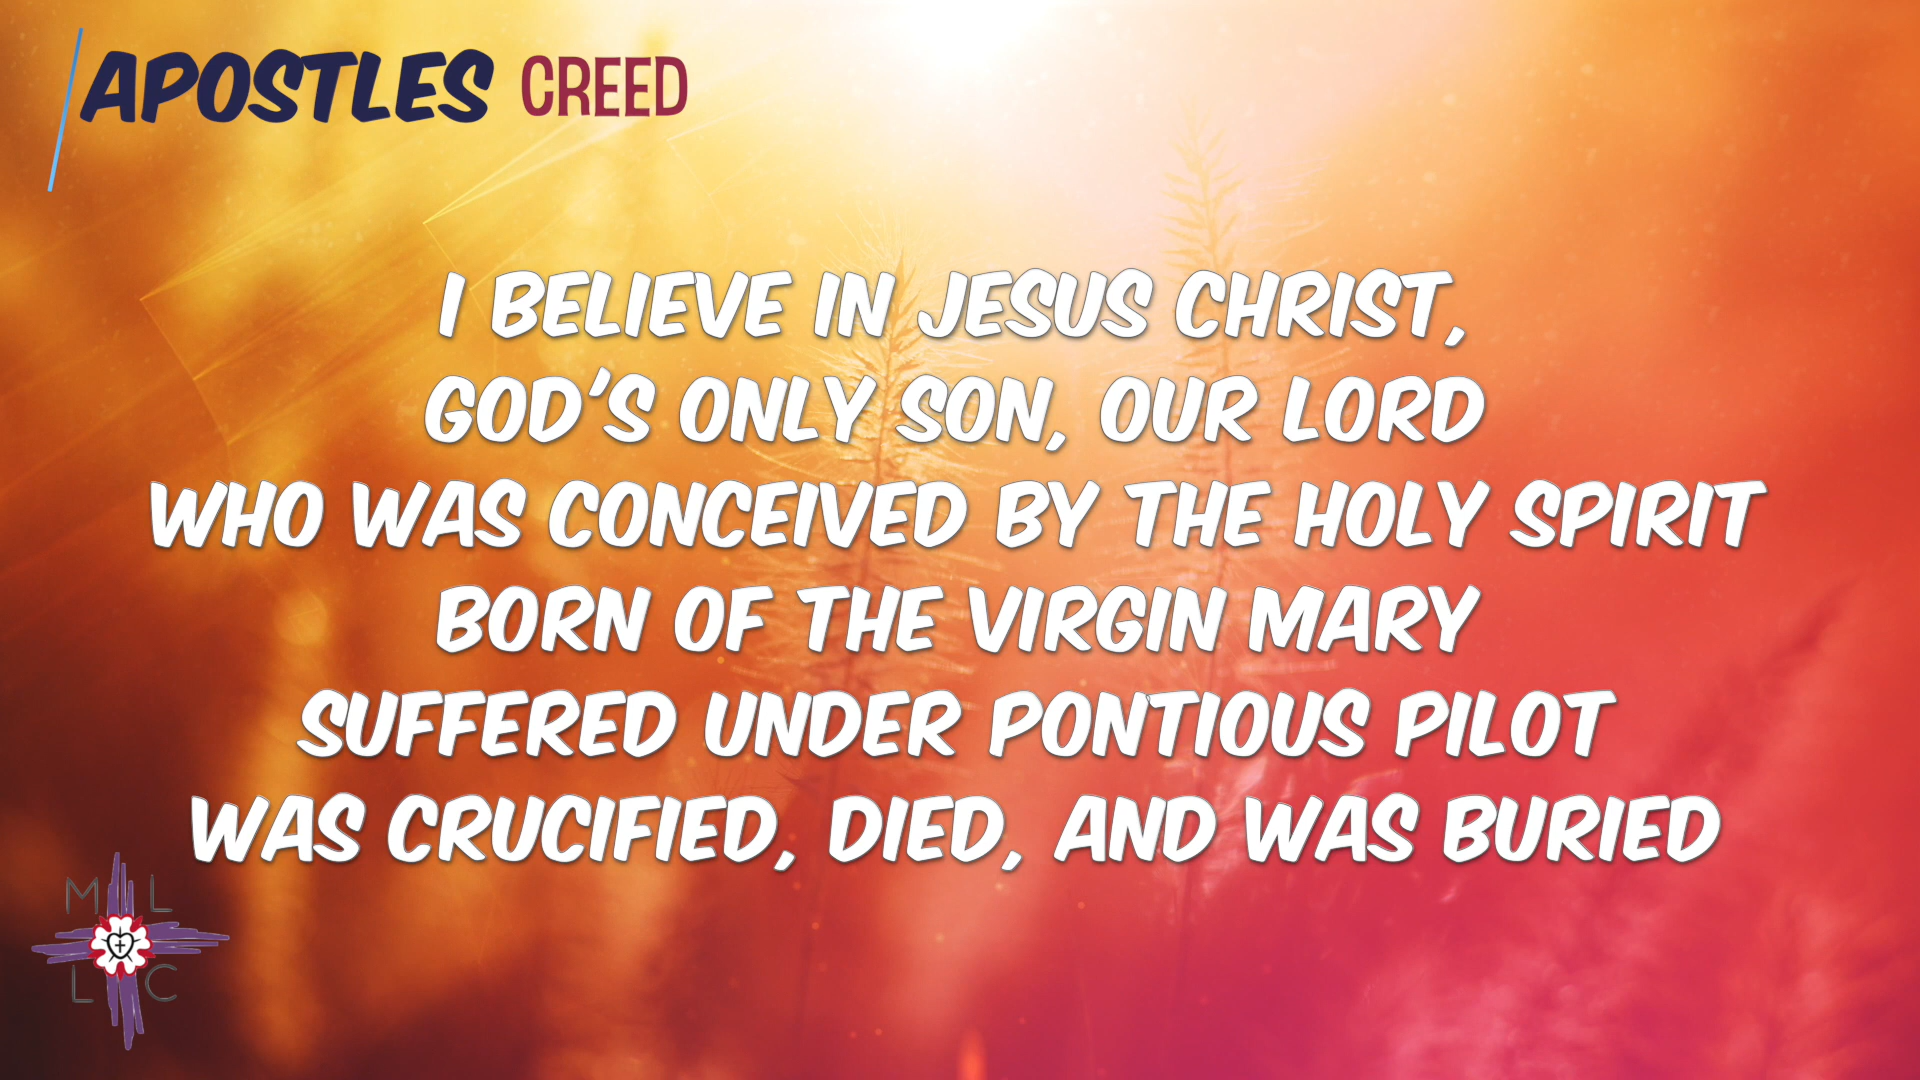 APOSTLES CREED
I BELIEVE IN JESUS CHRIST,
GOD'S ONLY SON, OUR LORD
WHO WAS CONCEIVED BY THE HOLY SPIRIT
BORN OF THE VIRGIN MARY
SUFFERED UNDER PONTIOUS PILOT
WAS CRUCIFIED, DIED, AND WAS BURIED
M L
L C